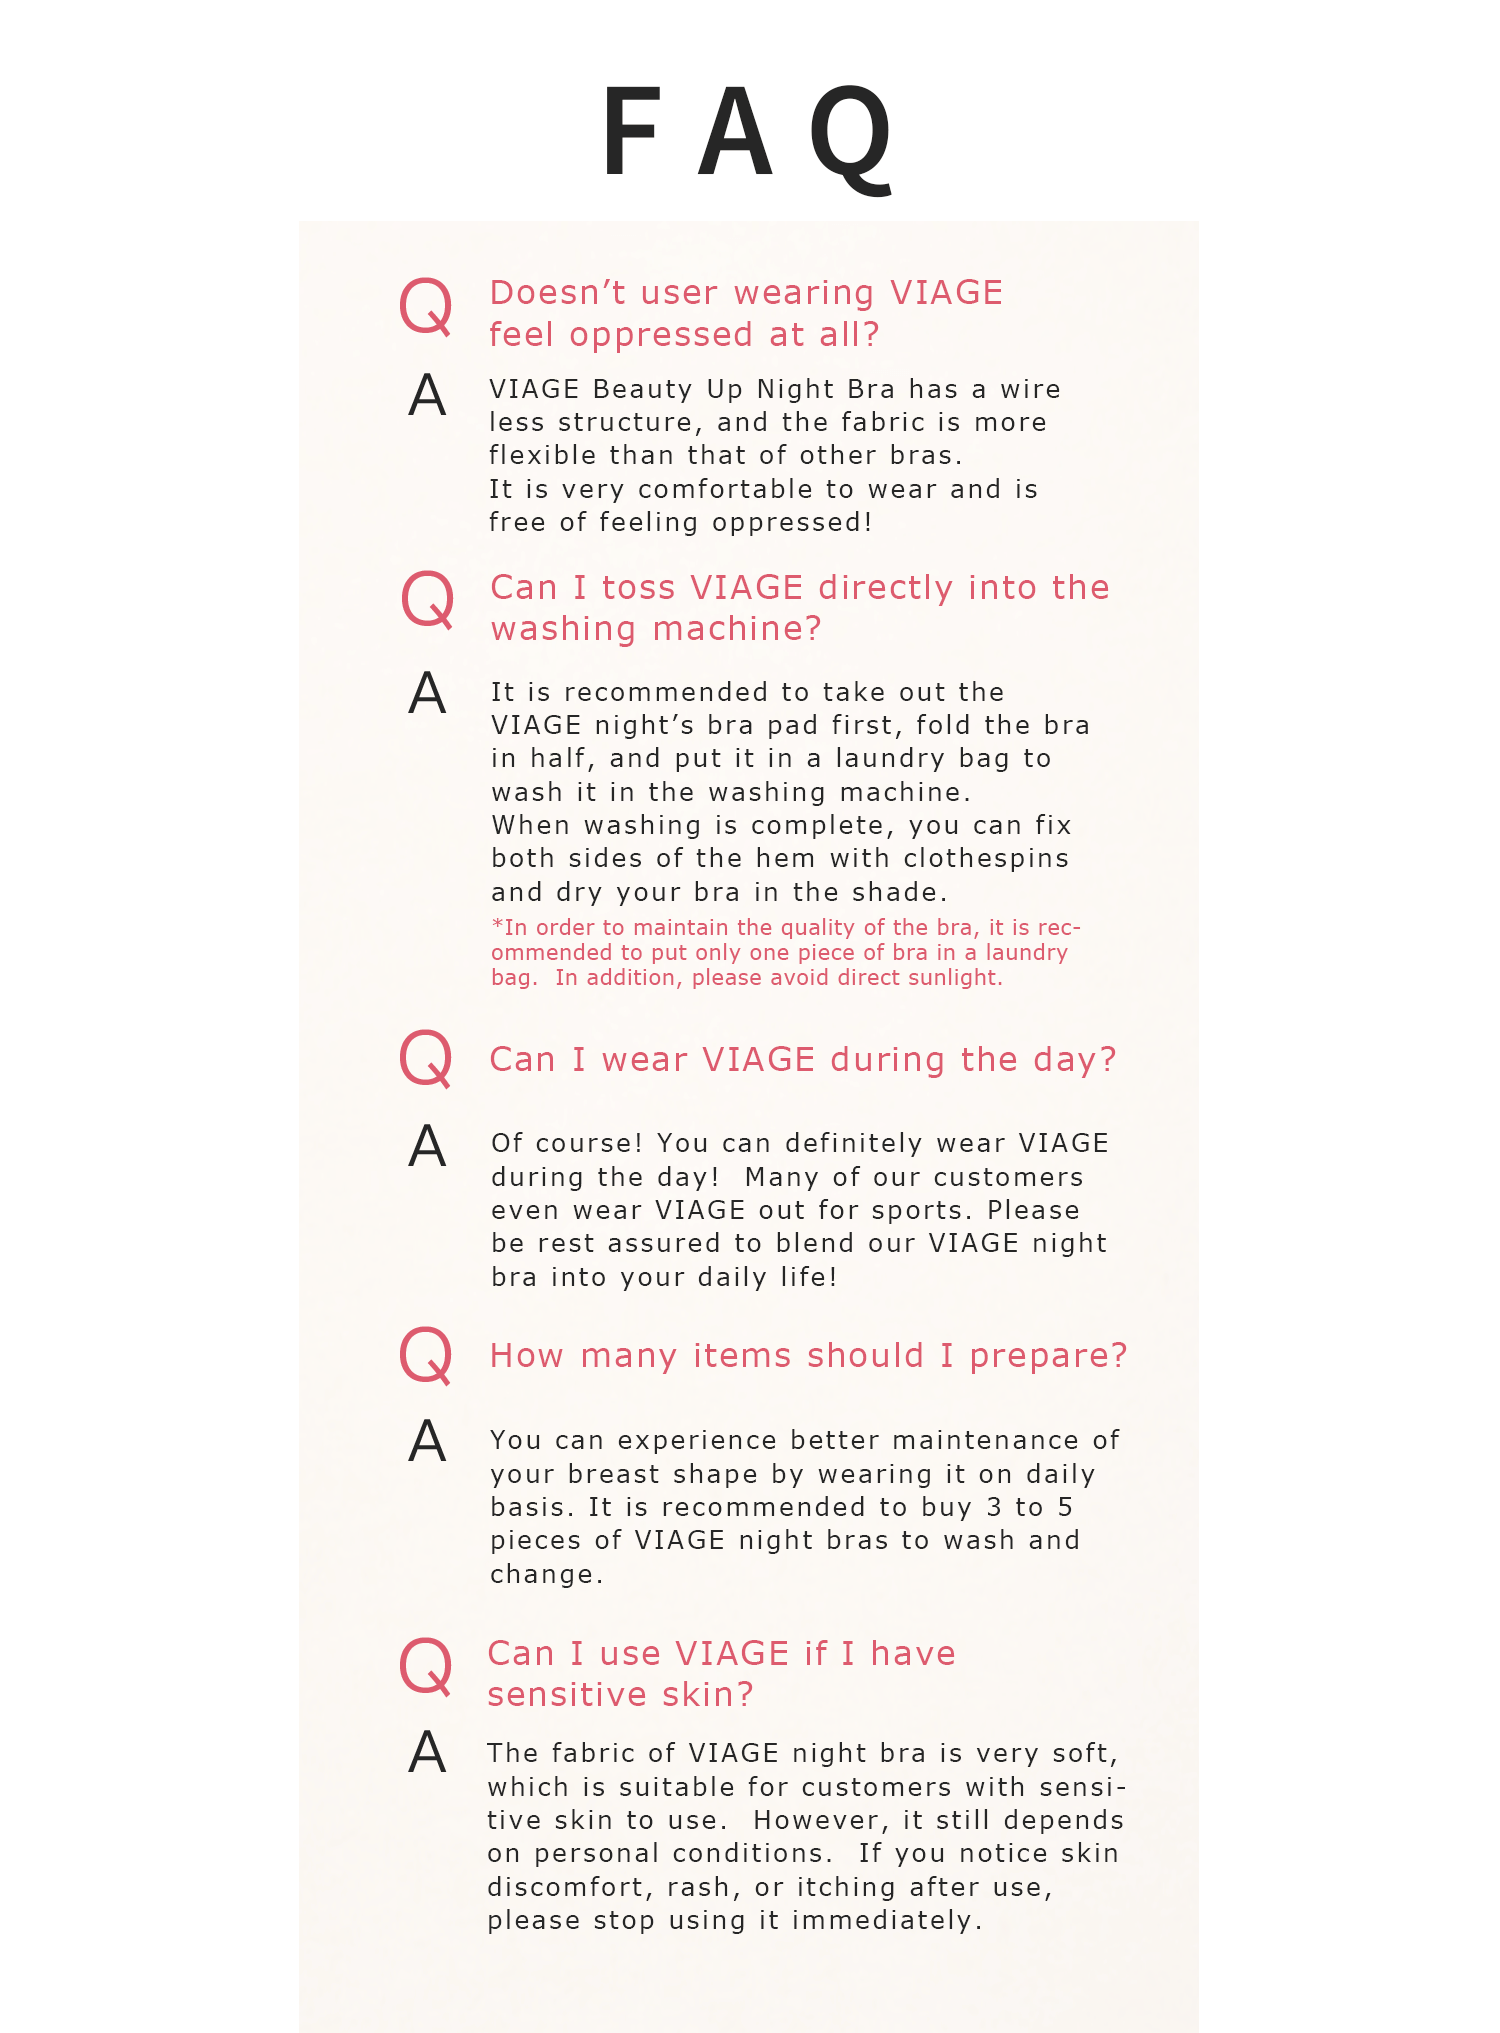 FAQ
Q Doesn’t user wearing VIAGE
feel oppressed at all?
A VIAGE Beauty Up Night Bra has a wire
less structure, and the fabric is more
flexible than that of other bras.
It is very comfortable to wear and is
free of feeling oppressed!
Q Can I toss VIAGE directly into the
washing machine?
A It is recommended to take out the
VIAGE night’s bra pad first, fold the bra
in half, and put it in a laundry bag to
wash it in the washing machine.
When washing is complete, you can fix
both sides of the hem with clothespins
and dry your bra in the shade.
*In order to maintain the quality of the bra, it is rec-
ommended to put only one piece of bra in a laundry
bag.  In addition, please avoid direct sunlight.
Q Can I wear VIAGE during the day?
A Of course! You can definitely wear VIAGE
during the day!  Many of our customers
even wear VIAGE out for sports. Please
be rest assured to blend our VIAGE night
bra into your daily life!
Q How many items should I prepare?
A You can experience better maintenance of
your breast shape by wearing it on daily
basis. It is recommended to buy 3 to 5
pieces of VIAGE night bras to wash and
change.
Q Can I use VIAGE if I have
sensitive skin?
A The fabric of VIAGE night bra is very soft,
which is suitable for customers with sensi-
tive skin to use.  However, it still depends
on personal conditions.  If you notice skin
discomfort, rash, or itching after use,
please stop using it immediately.